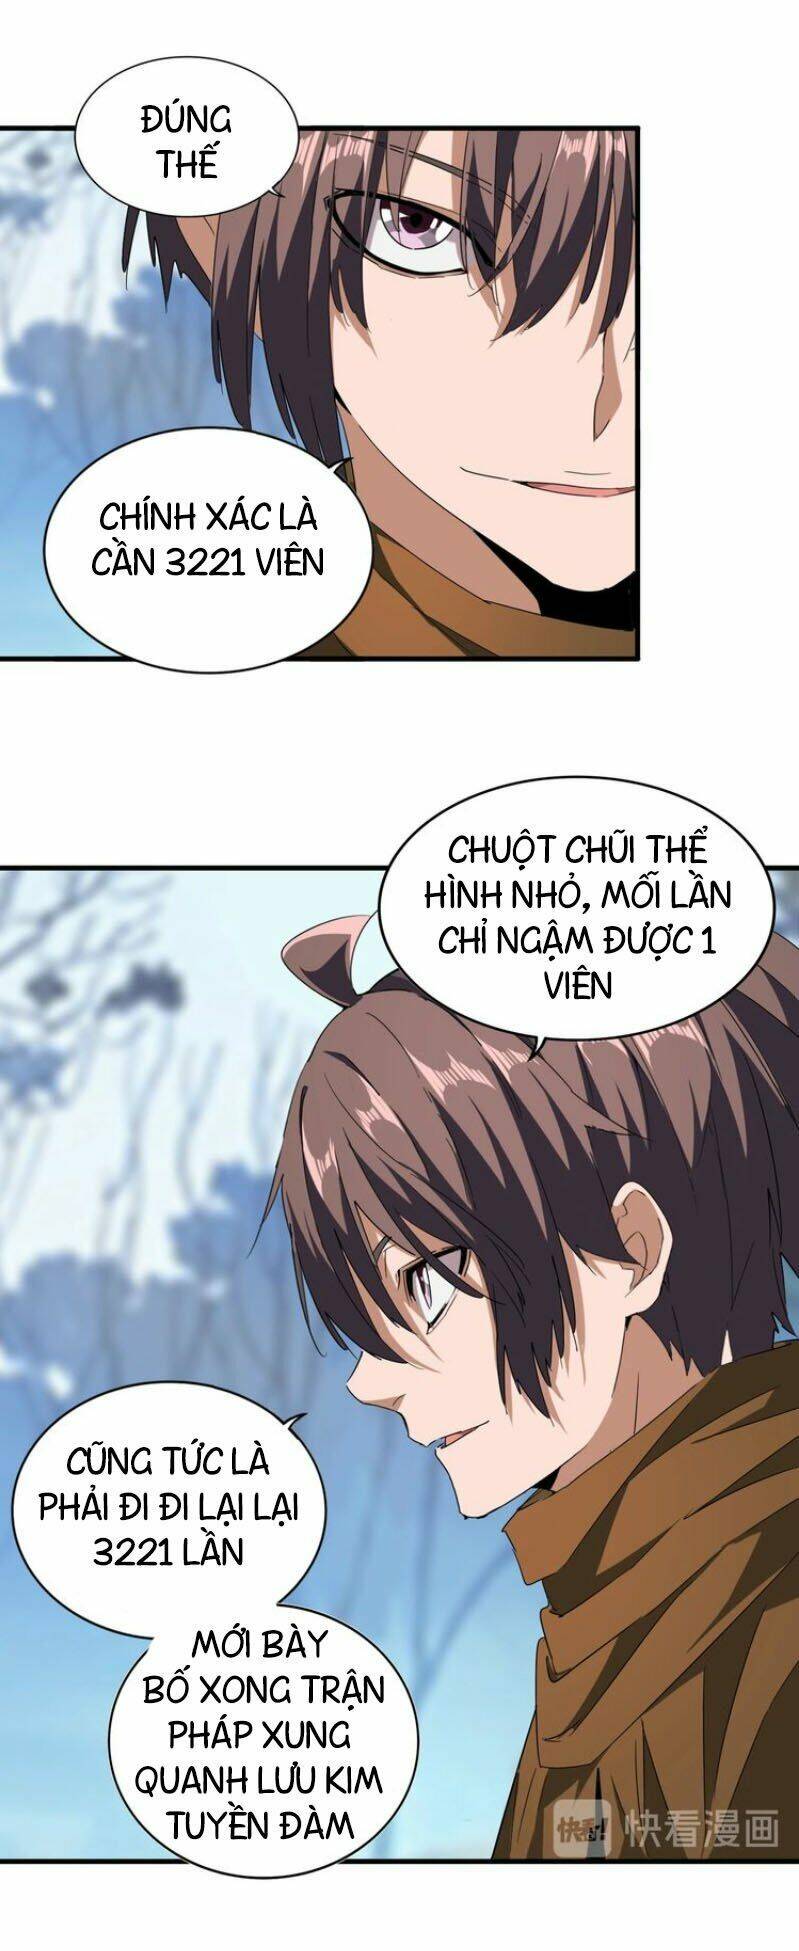 ĐÚNG
THẾ
CHÍNH XÁC LÀ
CẦN 3221 VIÊN
CHUỘT CHŨI THỂ
HÌNH NHỎ, MỖI LẦN
CHỈ NGẬM ĐƯỢC 1
VIÊN
CŨNG TỨC LÀ
PHẢI ĐI ĐI LẠI LẠI
3221 LẦN
MỚI BÀY
BỐ XONG TRẬN
PHÁP XUNG
QUANH LƯU KIM
TUYỀN ĐÀM
快看! 快看漫画